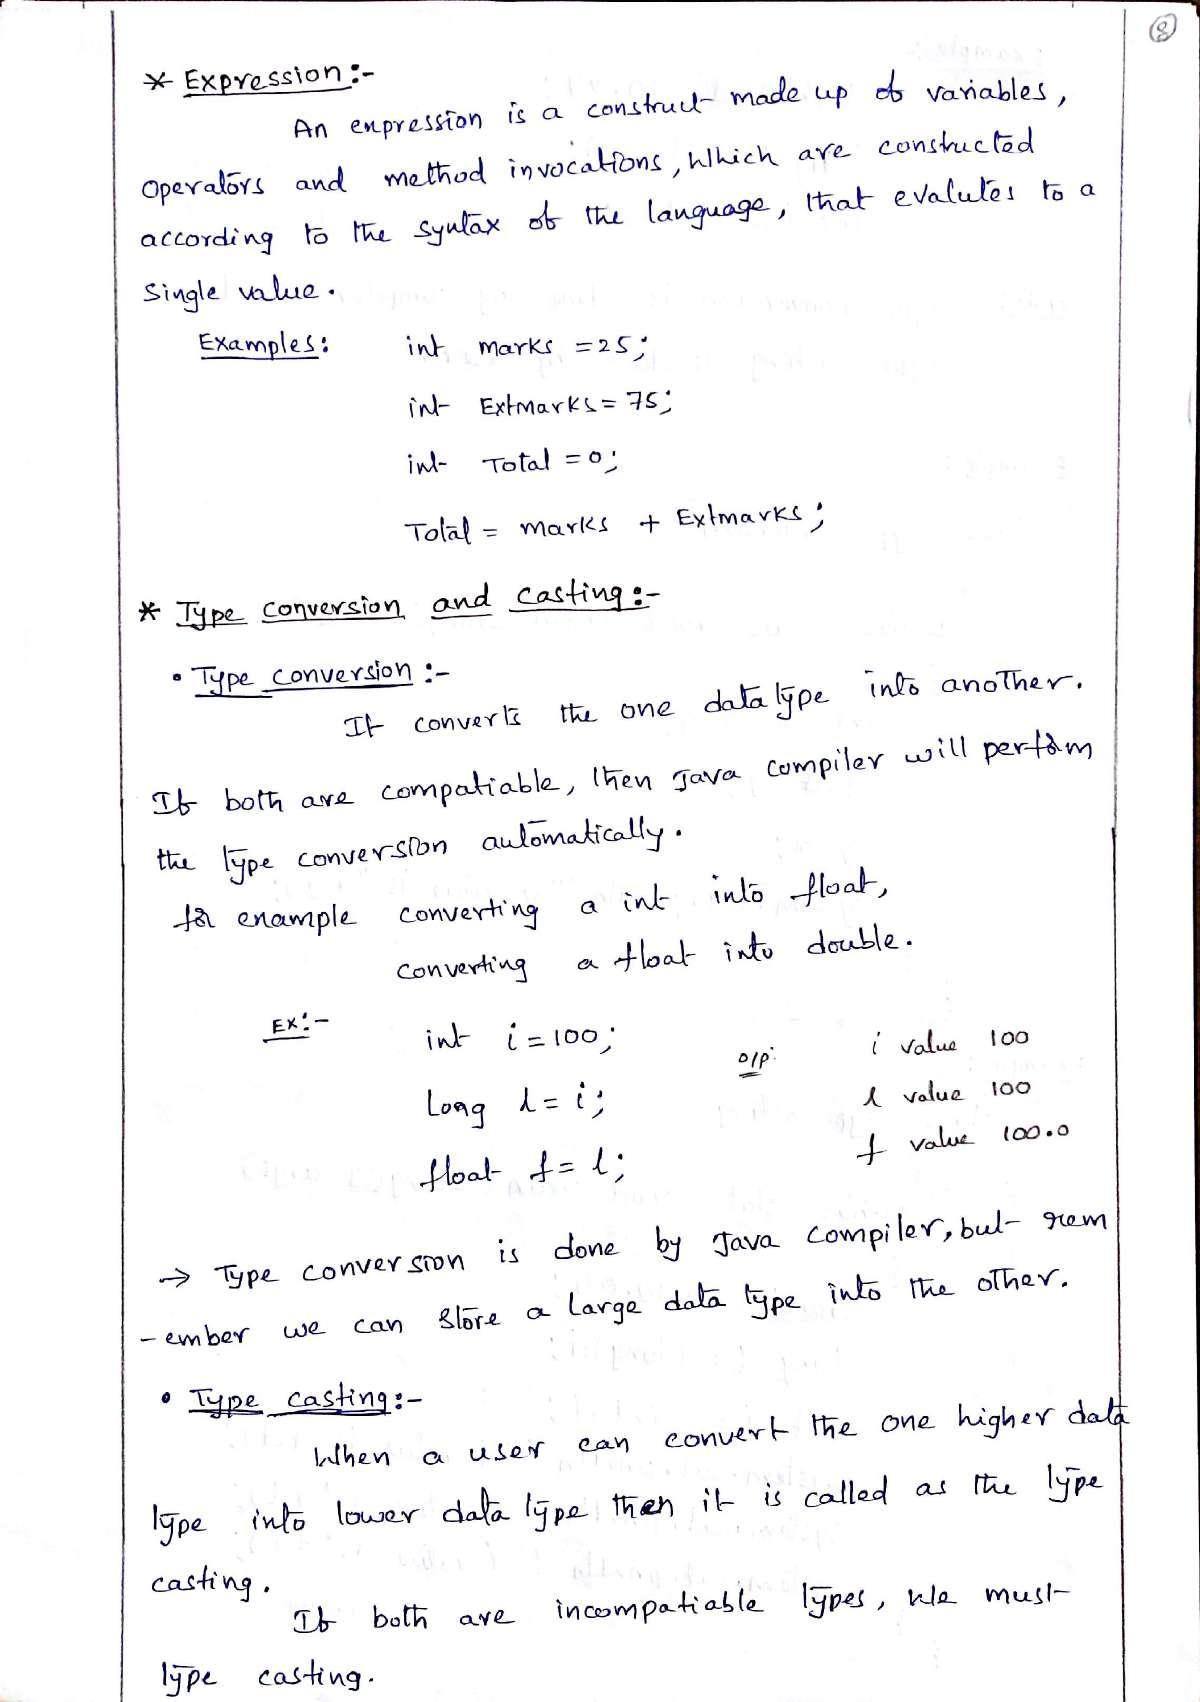 8
* Expression :-
An expression is a construct made up of variables,
operators and method invocations, which are constructed
according to the syntax of the language, that evalutes to a
Single value.
Examples: int marks = 25;
int Extmarks = 75;
int Total = 0;
Total = marks + Extmarks;
* Type conversion and casting :-
• Type conversion :-
It converts the one data type into another.
If both are compatiable, then Java compiler will perform
the type conversion automatically.
for example converting a int into float,
converting a float into double.
Ex:- int i = 100; o/p: i value 100
Long l = i; l value 100
float f = l; f value 100.0
→ Type conversion is done by Java compiler, but rem
- ember we can store a large data type into the other.
• Type casting :-
When a user can convert the one higher data
type into lower data type then it is called as the type
casting.
If both are incompatiable types, we must
type casting.